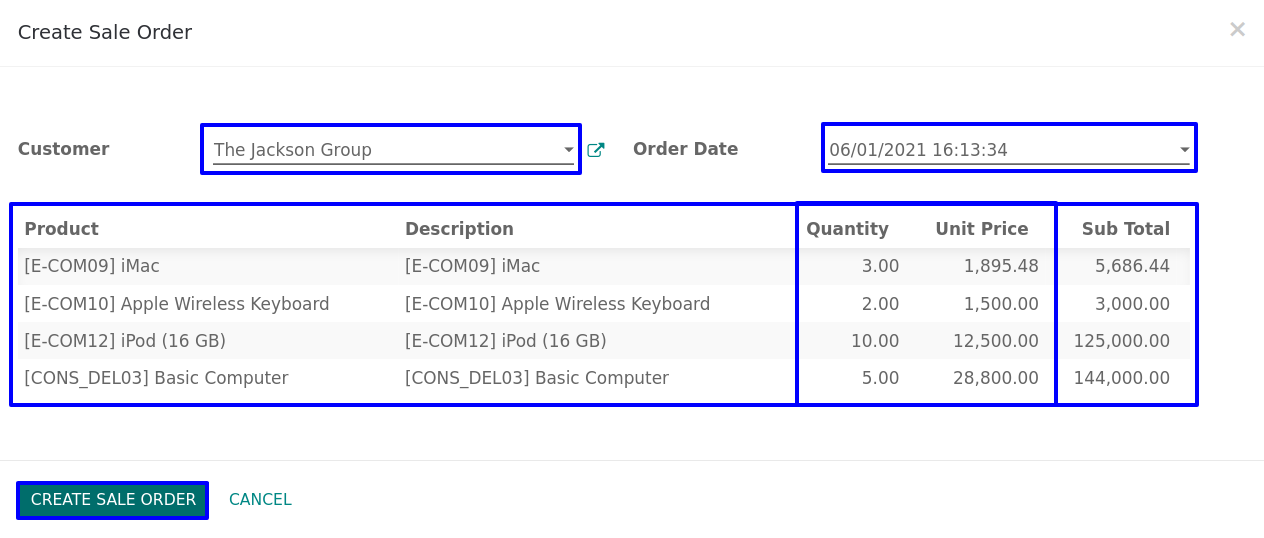 Create Sale Order ×
Customer The Jackson Group Order Date 06/01/2021 16:13:34
Product Description Quantity Unit Price Sub Total
[E-COM09] iMac [E-COM09] iMac 3.00 1,895.48 5,686.44
[E-COM10] Apple Wireless Keyboard [E-COM10] Apple Wireless Keyboard 2.00 1,500.00 3,000.00
[E-COM12] iPod (16 GB) [E-COM12] iPod (16 GB) 10.00 12,500.00 125,000.00
[CONS_DEL03] Basic Computer [CONS_DEL03] Basic Computer 5.00 28,800.00 144,000.00
CREATE SALE ORDER CANCEL